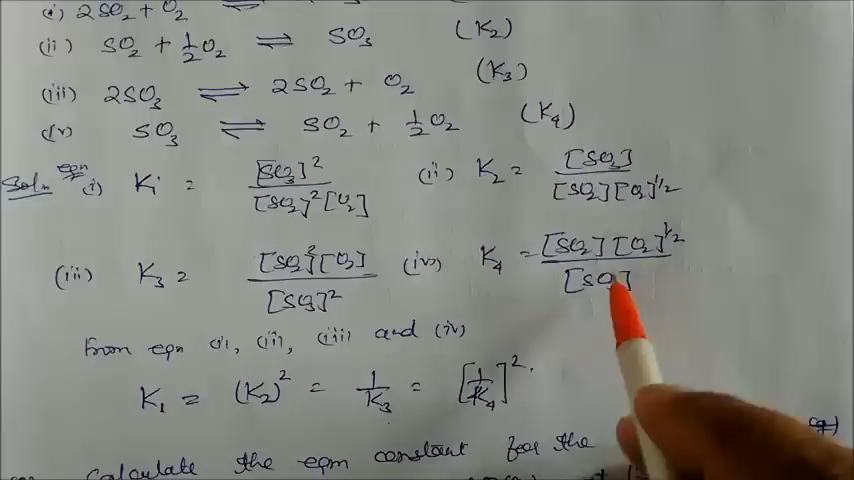 (i) 2SO₂ + O₂ ⇌
(ii) SO₂ + ½O₂ ⇌ SO₃ (K₂)
(iii) 2SO₃ ⇌ 2SO₂ + O₂ (K₃)
(iv) SO₃ ⇌ SO₂ + ½O₂ (K₄)
Soln eqn (i) K₁ = [SO₃]² / [SO₂]²[O₂] (ii) K₂ = [SO₃] / [SO₂][O₂]^1/2
(iii) K₃ = [SO₂]²[O₂] / [SO₃]² (iv) K₄ = [SO₂][O₂]^1/2 / [SO₃]
From eqn (i), (ii), (iii) and (iv)
K₁ = (K₂)² = 1/K₃ = [1/K₄]².
Calculate the eqm constant for the